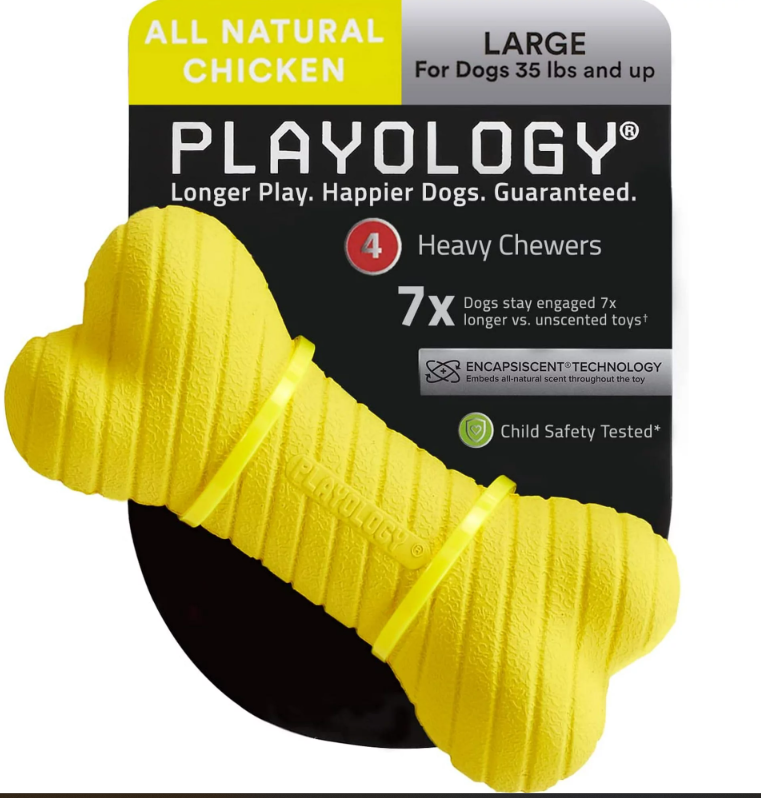 ALL NATURAL
CHICKEN
LARGE
For Dogs 35 lbs and up
PLAYOLOGY®
Longer Play. Happier Dogs. Guaranteed.
4 Heavy Chewers
7x Dogs stay engaged 7x
longer vs. unscented toys†
ENCAPSISCENT® TECHNOLOGY
Embeds all-natural scent throughout the toy
Child Safety Tested*
PLAYOLOGY®